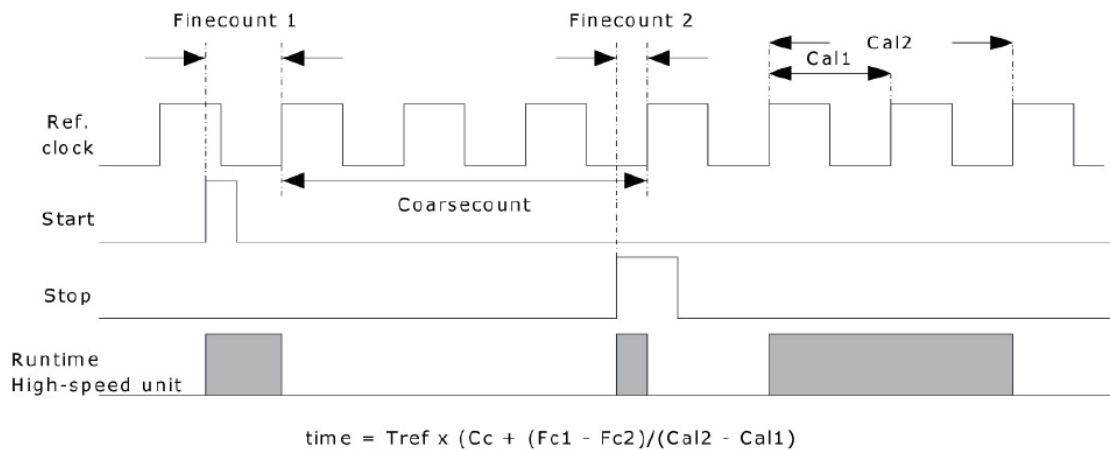 Finecount 1
Finecount 2
Cal2
Cal1
Ref.
clock
Coarsecount
Start
Stop
Runtime
High-speed unit
time = Tref x (Cc + (Fc1 - Fc2)/(Cal2 - Cal1)